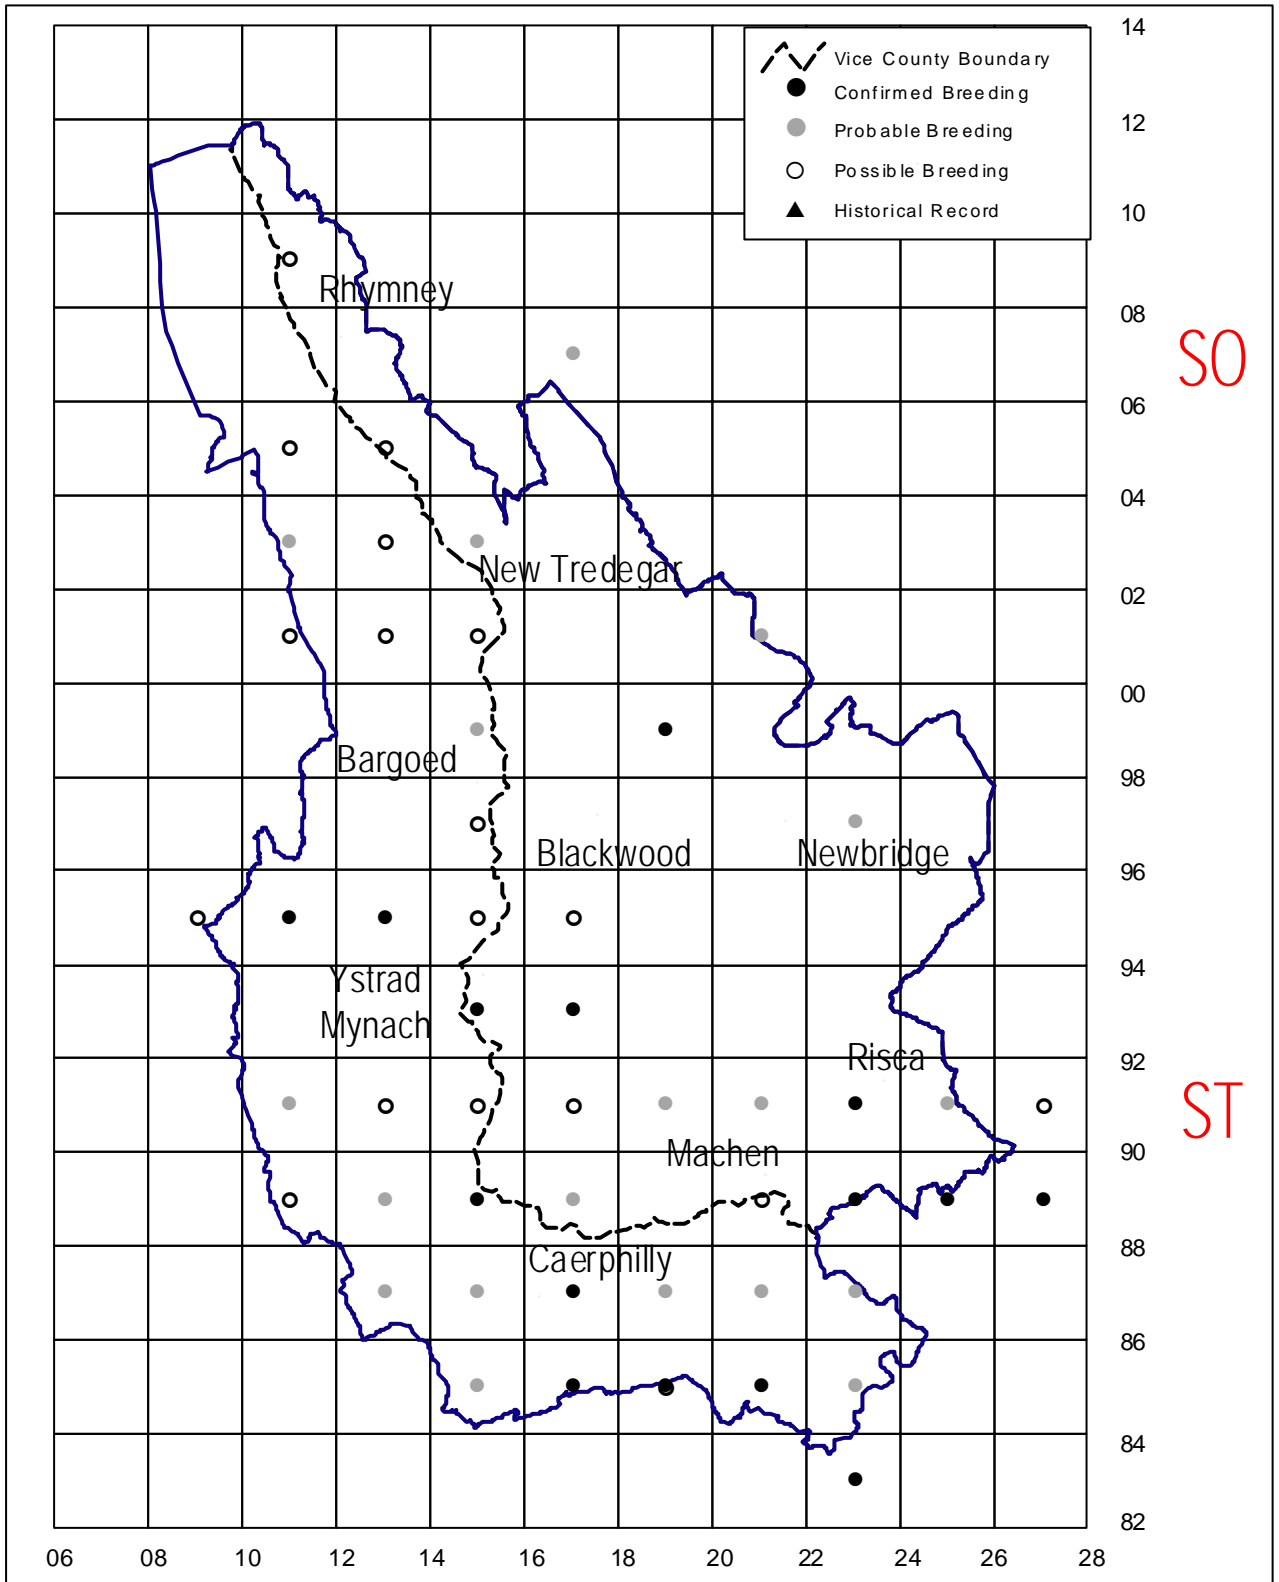 14
Vice County Boundary
Confirmed Breeding
Probable Breeding
Possible Breeding
Historical Record
12
10
Rhymney
08
SO
06
04
New Tredegar
02
00
Bargoed
98
Blackwood
Newbridge
96
Ystrad
Mynach
94
Risca
92
ST
Machen
90
Caerphilly
88
86
84
82
06 08 10 12 14 16 18 20 22 24 26 28